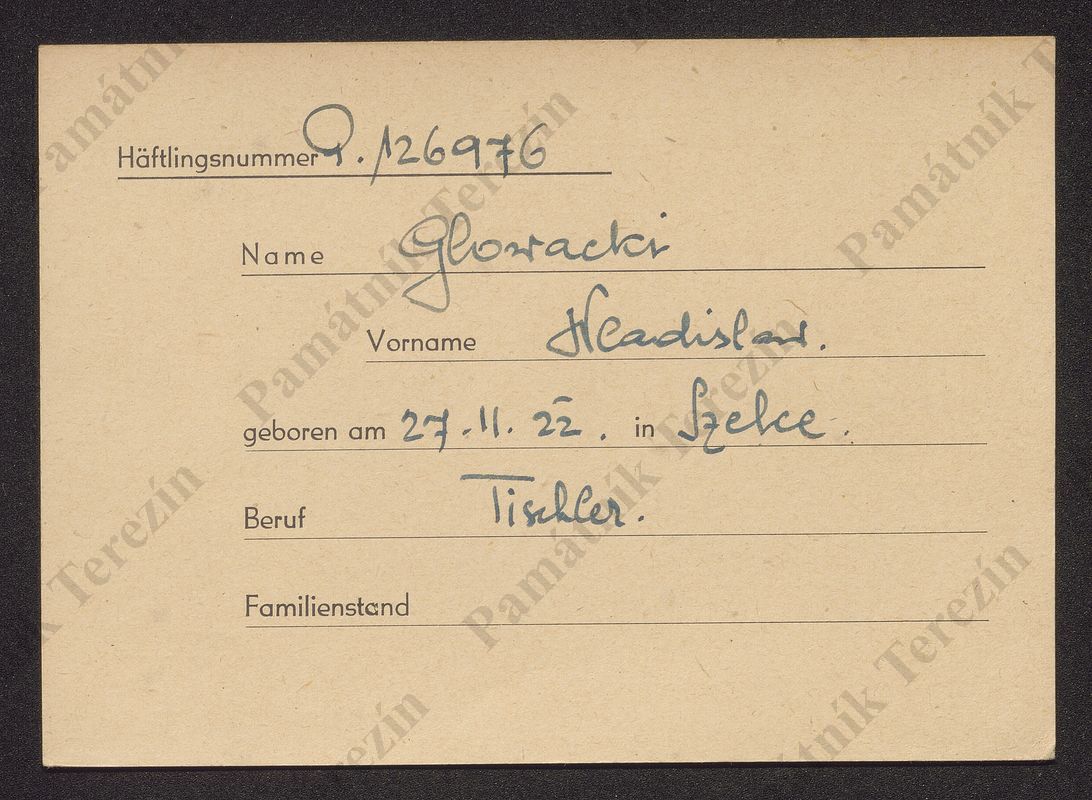 Häftlingsnummer P. 126976
Name Glowacki
Vorname Wladislaw.
geboren am 27.11.22. in Szelce.
Beruf Tischler.
Familienstand
Památník Terezín